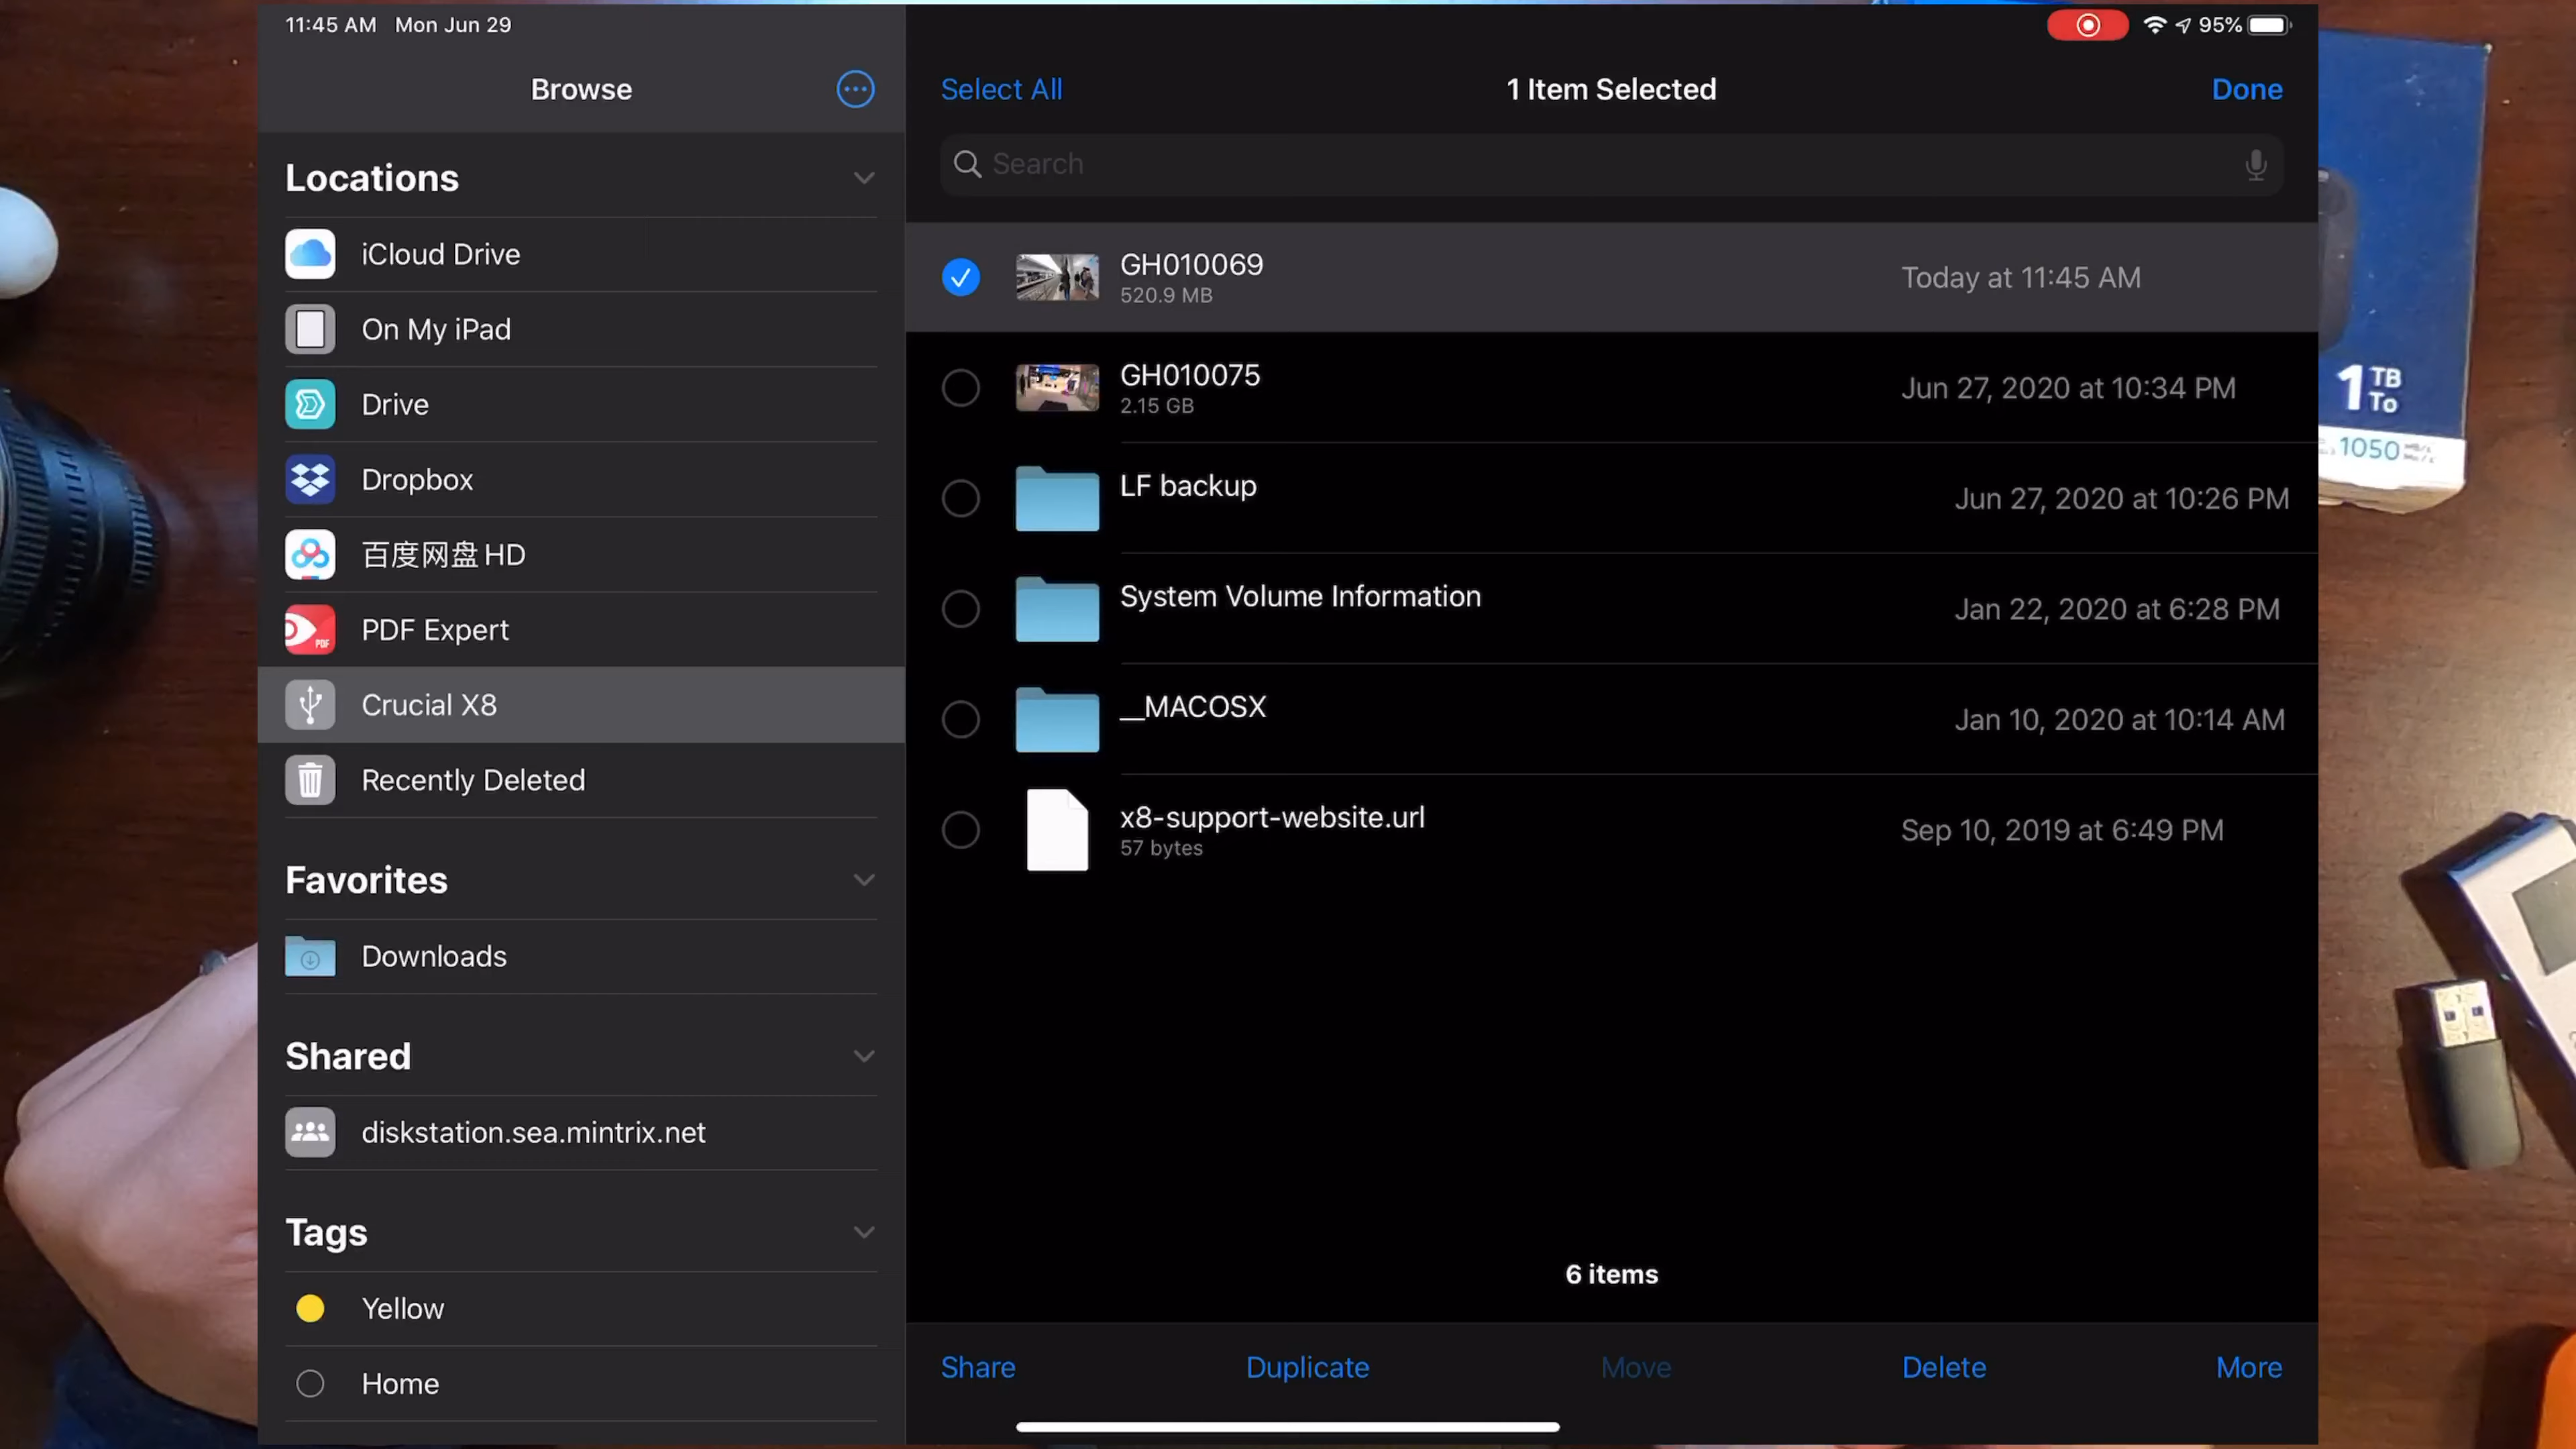 11:45 AM Mon Jun 29
95%
Browse
Locations
iCloud Drive
On My iPad
Drive
Dropbox
百度网盘HD
PDF Expert
Crucial X8
Recently Deleted
Favorites
Downloads
Shared
diskstation.sea.mintrix.net
Tags
Yellow
Home
Select All
1 Item Selected
Done
Search
GH010069
520.9 MB
Today at 11:45 AM
GH010075
2.15 GB
Jun 27, 2020 at 10:34 PM
LF backup
Jun 27, 2020 at 10:26 PM
System Volume Information
Jan 22, 2020 at 6:28 PM
__MACOSX
Jan 10, 2020 at 10:14 AM
x8-support-website.url
57 bytes
Sep 10, 2019 at 6:49 PM
6 items
Share
Duplicate
Move
Delete
More
1 TB
To
1050
PDF